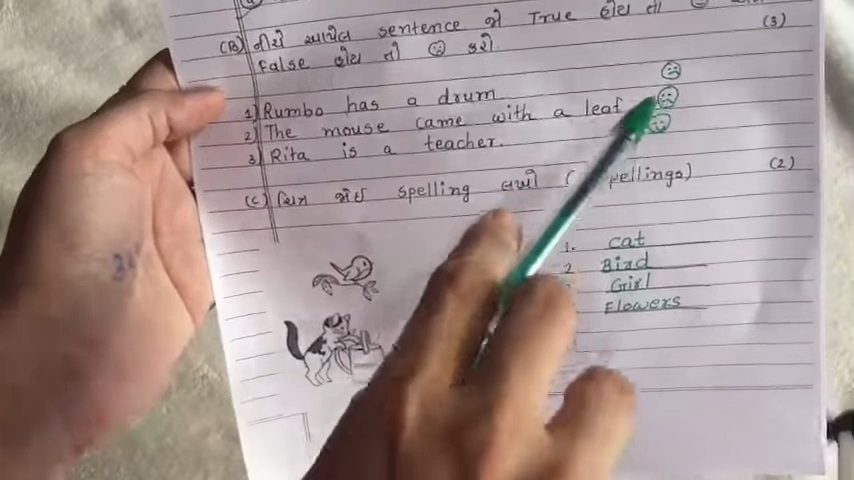 (B) નીચે આપેલ sentence જો True હોય તો
False હોય તો ☹ કરો. (3)
1) Rumbo has a drum
2) The mouse came with a leaf
3) Rita is a teacher.
(C) ચિત્ર જોઈ spelling લખો (Spellings) (2)
1. Cat
2 Bird
Girl
Flowers